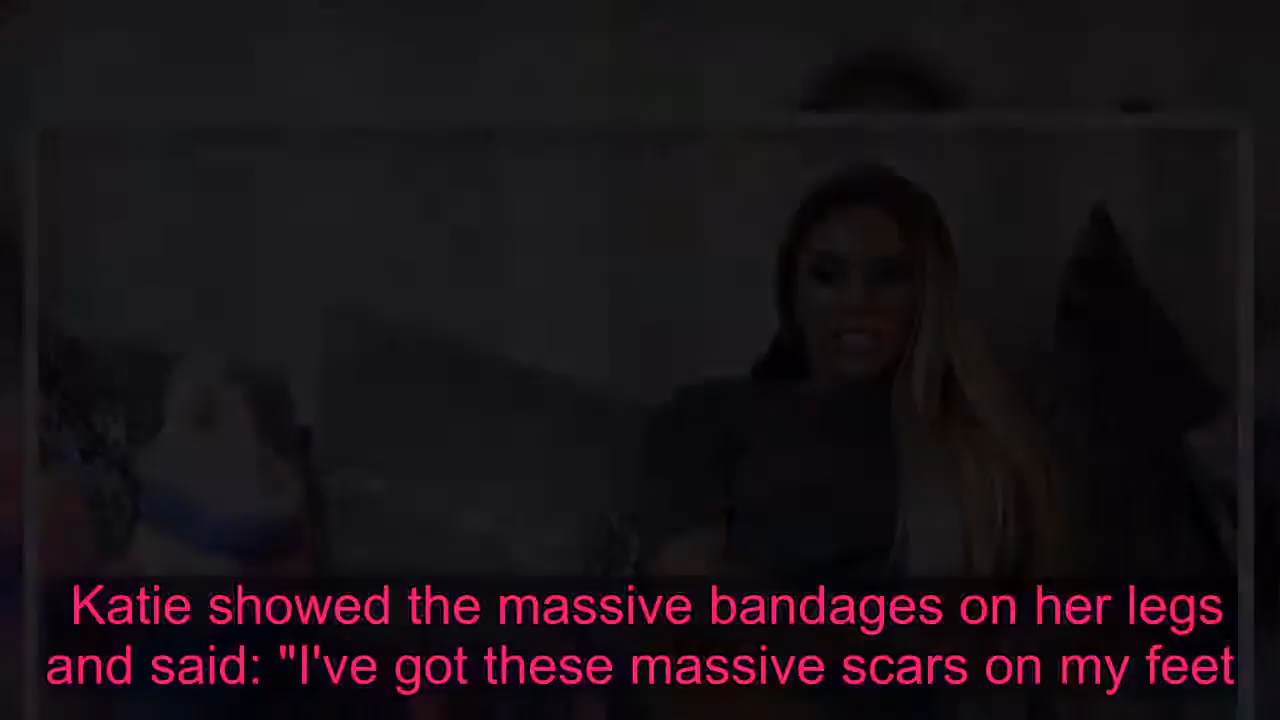 Katie showed the massive bandages on her legs
and said: "I've got these massive scars on my feet